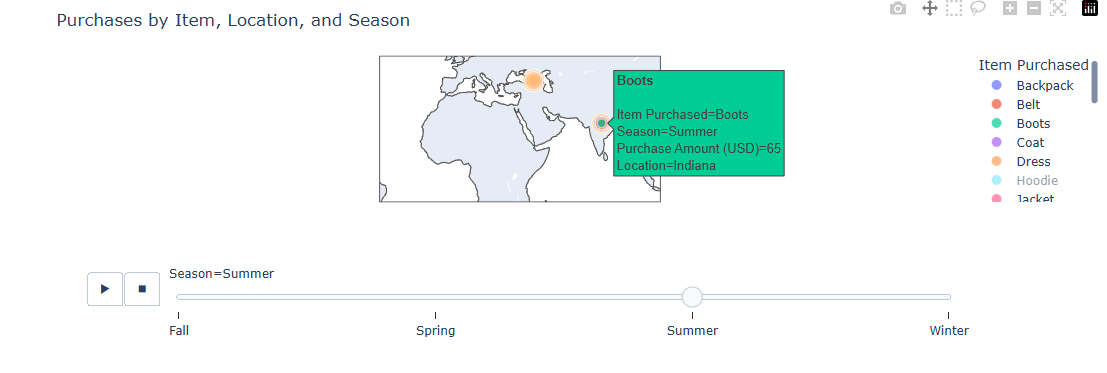 Purchases by Item, Location, and Season
Item Purchased
Backpack
Belt
Boots
Coat
Dress
Hoodie
Jacket
Boots
Item Purchased=Boots
Season=Summer
Purchase Amount (USD)=65
Location=Indiana
Season=Summer
Fall
Spring
Summer
Winter